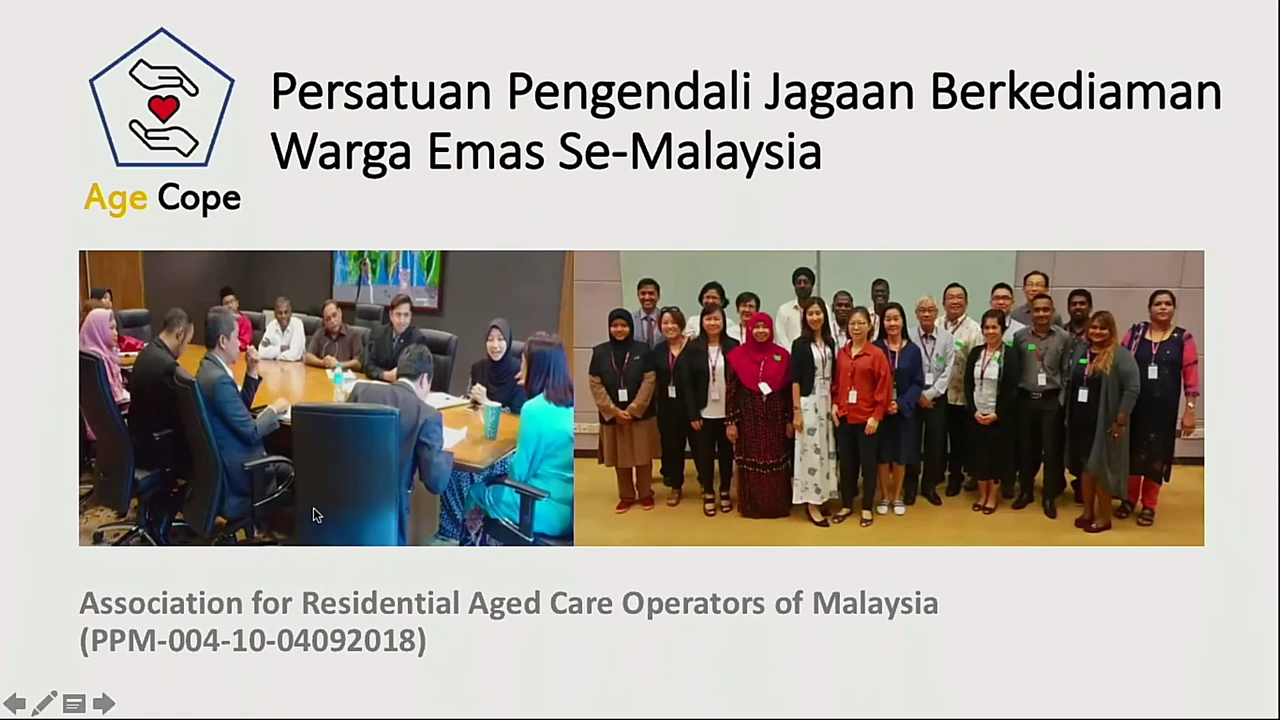 Persatuan Pengendali Jagaan Berkediaman
Warga Emas Se-Malaysia
Age Cope
Association for Residential Aged Care Operators of Malaysia
(PPM-004-10-04092018)